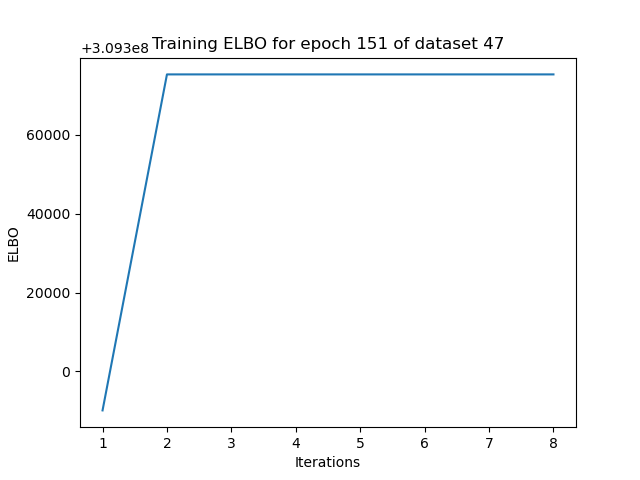 Training ELBO for epoch 151 of dataset 47
+3.093e8
60000
40000
20000
0
ELBO
1 2 3 4 5 6 7 8
Iterations